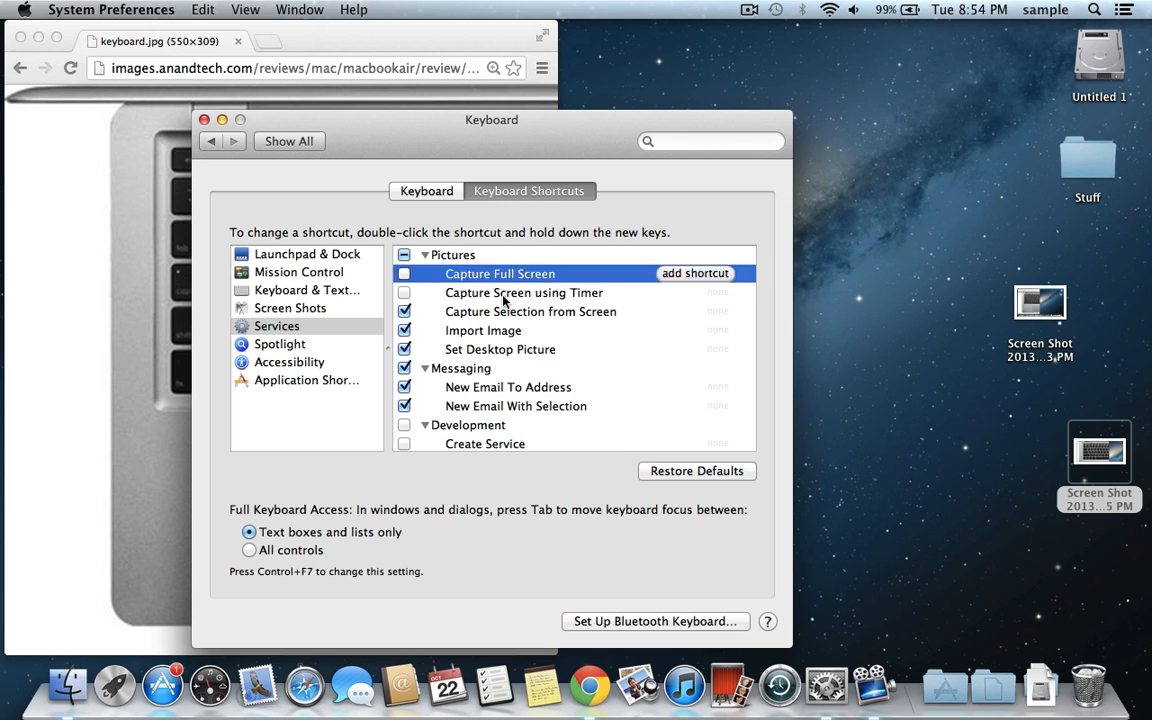 System Preferences Edit View Window Help 99% Tue 8:54 PM sample
keyboard.jpg (550×309)
images.anandtech.com/reviews/mac/macbookair/review/...
Untitled 1
Keyboard
Show All
Stuff
Keyboard Keyboard Shortcuts
To change a shortcut, double-click the shortcut and hold down the new keys.
Launchpad & Dock
Mission Control
Keyboard & Text...
Screen Shots
Services
Spotlight
Accessibility
Application Shor...
Pictures
Capture Full Screen add shortcut
Capture Screen using Timer none
Capture Selection from Screen none
Import Image none
Set Desktop Picture none
Messaging
New Email To Address none
New Email With Selection none
Development
Create Service none
Screen Shot
2013...3 PM
Restore Defaults
Screen Shot
2013...5 PM
Full Keyboard Access: In windows and dialogs, press Tab to move keyboard focus between:
Text boxes and lists only
All controls
Press Control+F7 to change this setting.
Set Up Bluetooth Keyboard... ?
1
OCT
22